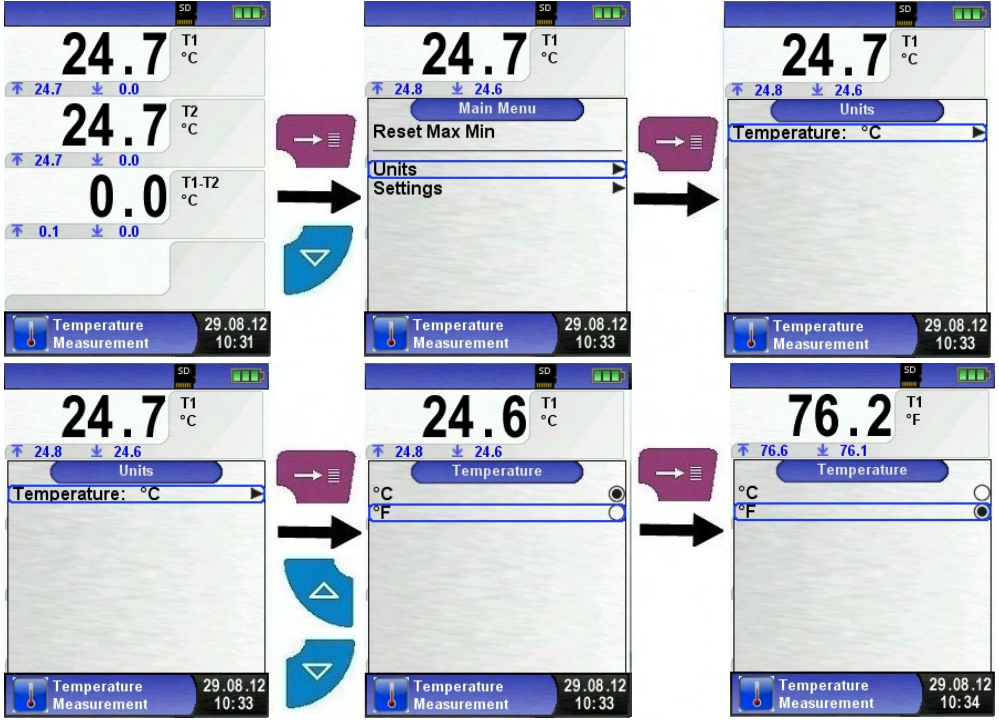 SD
24.7
T1
°C
24.7 0.0
24.7
T2
°C
24.7 0.0
0.0
T1-T2
°C
0.1 0.0
Temperature
Measurement
29.08.12
10:31
SD
24.7
T1
°C
24.8 24.6
Main Menu
Reset Max Min
Units
Settings
Temperature
Measurement
29.08.12
10:33
SD
24.7
T1
°C
24.8 24.6
Units
Temperature: °C
Temperature
Measurement
29.08.12
10:33
SD
24.7
T1
°C
24.8 24.6
Units
Temperature: °C
Temperature
Measurement
29.08.12
10:33
SD
24.6
T1
°C
24.8 24.6
Temperature
°C
°F
Temperature
Measurement
29.08.12
10:33
SD
76.2
T1
°F
76.6 76.1
Temperature
°C
°F
Temperature
Measurement
29.08.12
10:34